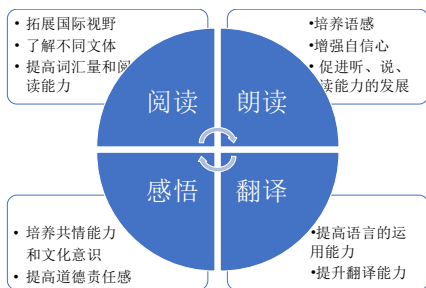 • 拓展国际视野
• 了解不同文体
• 提高词汇量和阅
读能力
•培养语感
•增强自信心
• 促进听、说、
读能力的发展
阅读
朗读
感悟
翻译
• 培养共情能力
和文化意识
• 提高道德责任感
•提高语言的运
用能力
•提升翻译能力